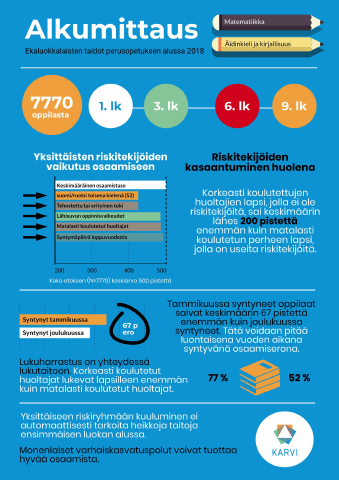 Alkumittaus
Ekaluokkalaisten taidot perusopetuksen alussa 2018
Matematiikka
Äidinkieli ja kirjallisuus
7770
oppilasta
1. lk
3. lk
6. lk
9. lk
Yksittäisten riskitekijöiden
vaikutus osaamiseen
Keskimääräinen osaamistaso
suomi/ruotsi toisena kielenä (S2)
Tehostettu tai erityinen tuki
Lähisuvun oppimisvaikeudet
Matalasti koulutetut huoltajat
Syntymäpäivä loppuvuodesta
200 300 400 500
Koko otoksen (N=7770) keskiarvo 500 pistettä
Riskitekijöiden
kasaantuminen huolena
Korkeasti koulutettujen
huoltajien lapsi, jolla ei ole
riskitekijöitä, sai keskimäärin
lähes 200 pistettä
enemmän kuin matalasti
koulutetun perheen lapsi,
jolla on useita riskitekijöitä.
Syntynyt tammikuussa
Syntynyt joulukuussa
67 p
ero
Tammikuussa syntyneet oppilaat
saivat keskimäärin 67 pistettä
enemmän kuin joulukuussa
syntyneet. Tätä voidaan pitää
luontaisena vuoden aikana
syntyvänä osaamiserona.
Lukuharrastus on yhteydessä
lukutaitoon. Korkeasti koulutetut
huoltajat lukevat lapsilleen enemmän
kuin matalasti koulutetut huoltajat.
77 %
52 %
Yksittäiseen riskiryhmään kuuluminen ei
automaattisesti tarkoita heikkoja taitoja
ensimmäisen luokan alussa.
Monenlaiset varhaiskasvatuspolut voivat tuottaa
hyvää osaamista.
KARVI